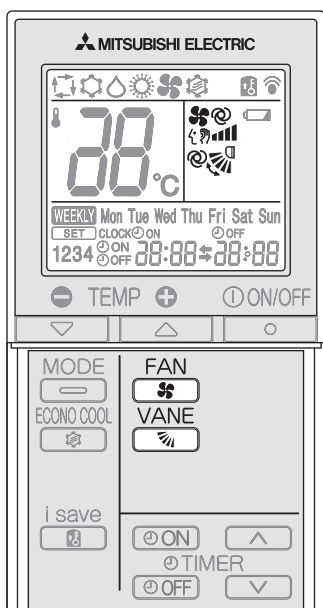 MITSUBISHI ELECTRIC
88°C
WEEKLY Mon Tue Wed Thu Fri Sat Sun
SET CLOCK ON OFF
1234 ON OFF 88:88 88:88
TEMP ON/OFF
MODE FAN
ECONO COOL VANE
i save
ON
TIMER
OFF